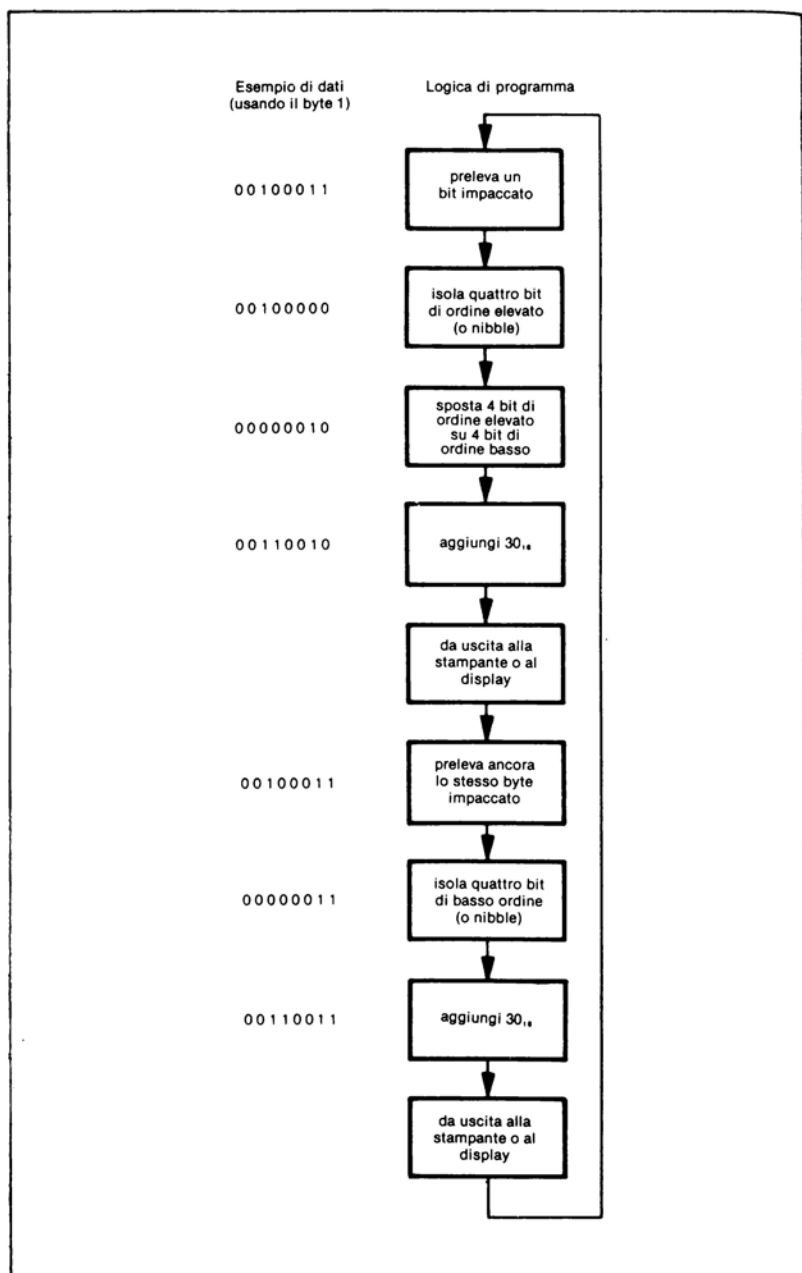 Esempio di dati
(usando il byte 1)
Logica di programma
00100011
preleva un
bit impaccato
00100000
isola quattro bit
di ordine elevato
(o nibble)
00000010
sposta 4 bit di
ordine elevato
su 4 bit di
ordine basso
00110010
aggiungi 30₁₆
da uscita alla
stampante o al
display
00100011
preleva ancora
lo stesso byte
impaccato
00000011
isola quattro bit
di basso ordine
(o nibble)
00110011
aggiungi 30₁₆
da uscita alla
stampante o al
display